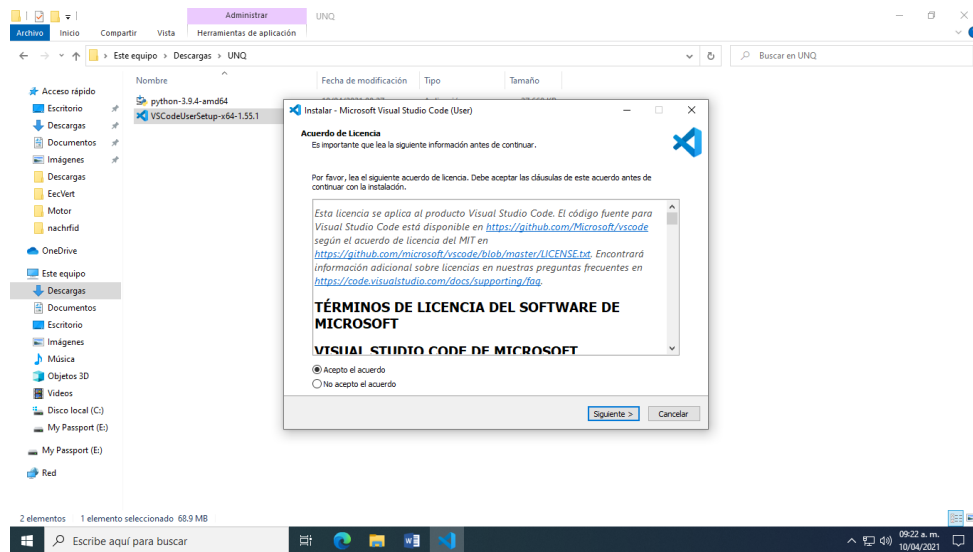 Administrar
UNQ
Archivo Inicio Compartir Vista Herramientas de aplicación
Este equipo > Descargas > UNQ
Buscar en UNQ
Nombre Fecha de modificación Tipo Tamaño
Acceso rápido
Escritorio
Descargas
Documentos
Imágenes
Descargas
EecVert
Motor
nachrfid
OneDrive
Este equipo
Descargas
Documentos
Escritorio
Imágenes
Música
Objetos 3D
Videos
Disco local (C:)
My Passport (E:)
My Passport (E:)
Red
python-3.9.4-amd64
VSCodeUserSetup-x64-1.55.1
Instalar - Microsoft Visual Studio Code (User)
Acuerdo de Licencia
Es importante que lea la siguiente información antes de continuar.
Por favor, lea el siguiente acuerdo de licencia. Debe aceptar las cláusulas de este acuerdo antes de
continuar con la instalación.
Esta licencia se aplica al producto Visual Studio Code. El código fuente para
Visual Studio Code está disponible en https://github.com/Microsoft/vscode
según el acuerdo de licencia del MIT en
https://github.com/microsoft/vscode/blob/master/LICENSE.txt. Encontrará
información adicional sobre licencias en nuestras preguntas frecuentes en
https://code.visualstudio.com/docs/supporting/faq.
TÉRMINOS DE LICENCIA DEL SOFTWARE DE
MICROSOFT
VISUAL STUDIO CODE DE MICROSOFT
Acepto el acuerdo
No acepto el acuerdo
Siguiente >
Cancelar
2 elementos 1 elemento seleccionado 68.9 MB
Escribe aquí para buscar
09:22 a. m.
10/04/2021